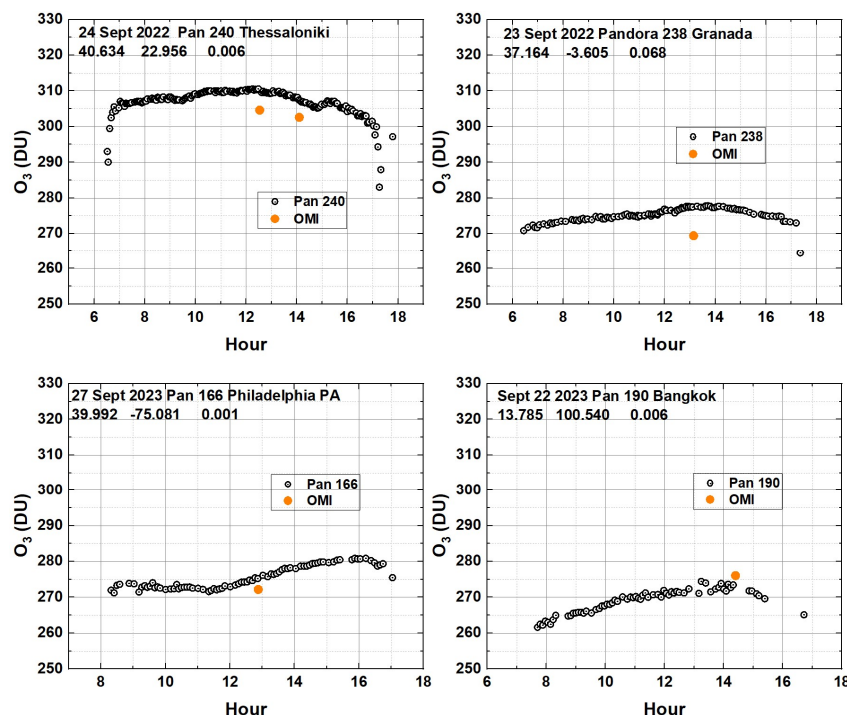 24 Sept 2022 Pan 240 Thessaloniki
40.634 22.956 0.006
O3 (DU)
330
320
310
300
290
280
270
260
250
Pan 240
OMI
6 8 10 12 14 16 18
Hour
23 Sept 2022 Pandora 238 Granada
37.164 -3.605 0.068
O3 (DU)
330
320
310
300
290
280
270
260
250
Pan 238
OMI
6 8 10 12 14 16 18
Hour
27 Sept 2023 Pan 166 Philadelphia PA
39.992 -75.081 0.001
O3 (DU)
330
320
310
300
290
280
270
260
250
Pan 166
OMI
6 8 10 12 14 16 18
Hour
Sept 22 2023 Pan 190 Bangkok
13.785 100.540 0.006
O3 (DU)
330
320
310
300
290
280
270
260
250
Pan 190
OMI
6 8 10 12 14 16 18
Hour